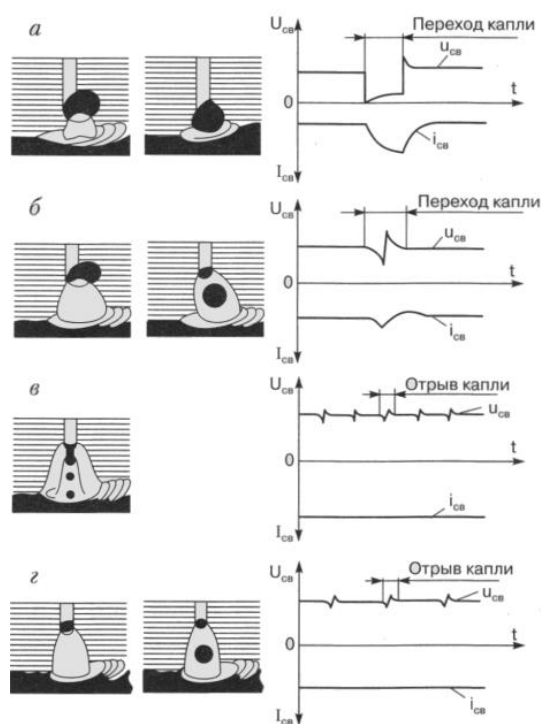 а
Uсв
Переход капли
uсв
0
t
iсв
Iсв
б
Uсв
Переход капли
uсв
0
t
iсв
Iсв
в
Uсв
Отрыв капли
uсв
0
t
iсв
Iсв
г
Uсв
Отрыв капли
uсв
0
t
iсв
Iсв